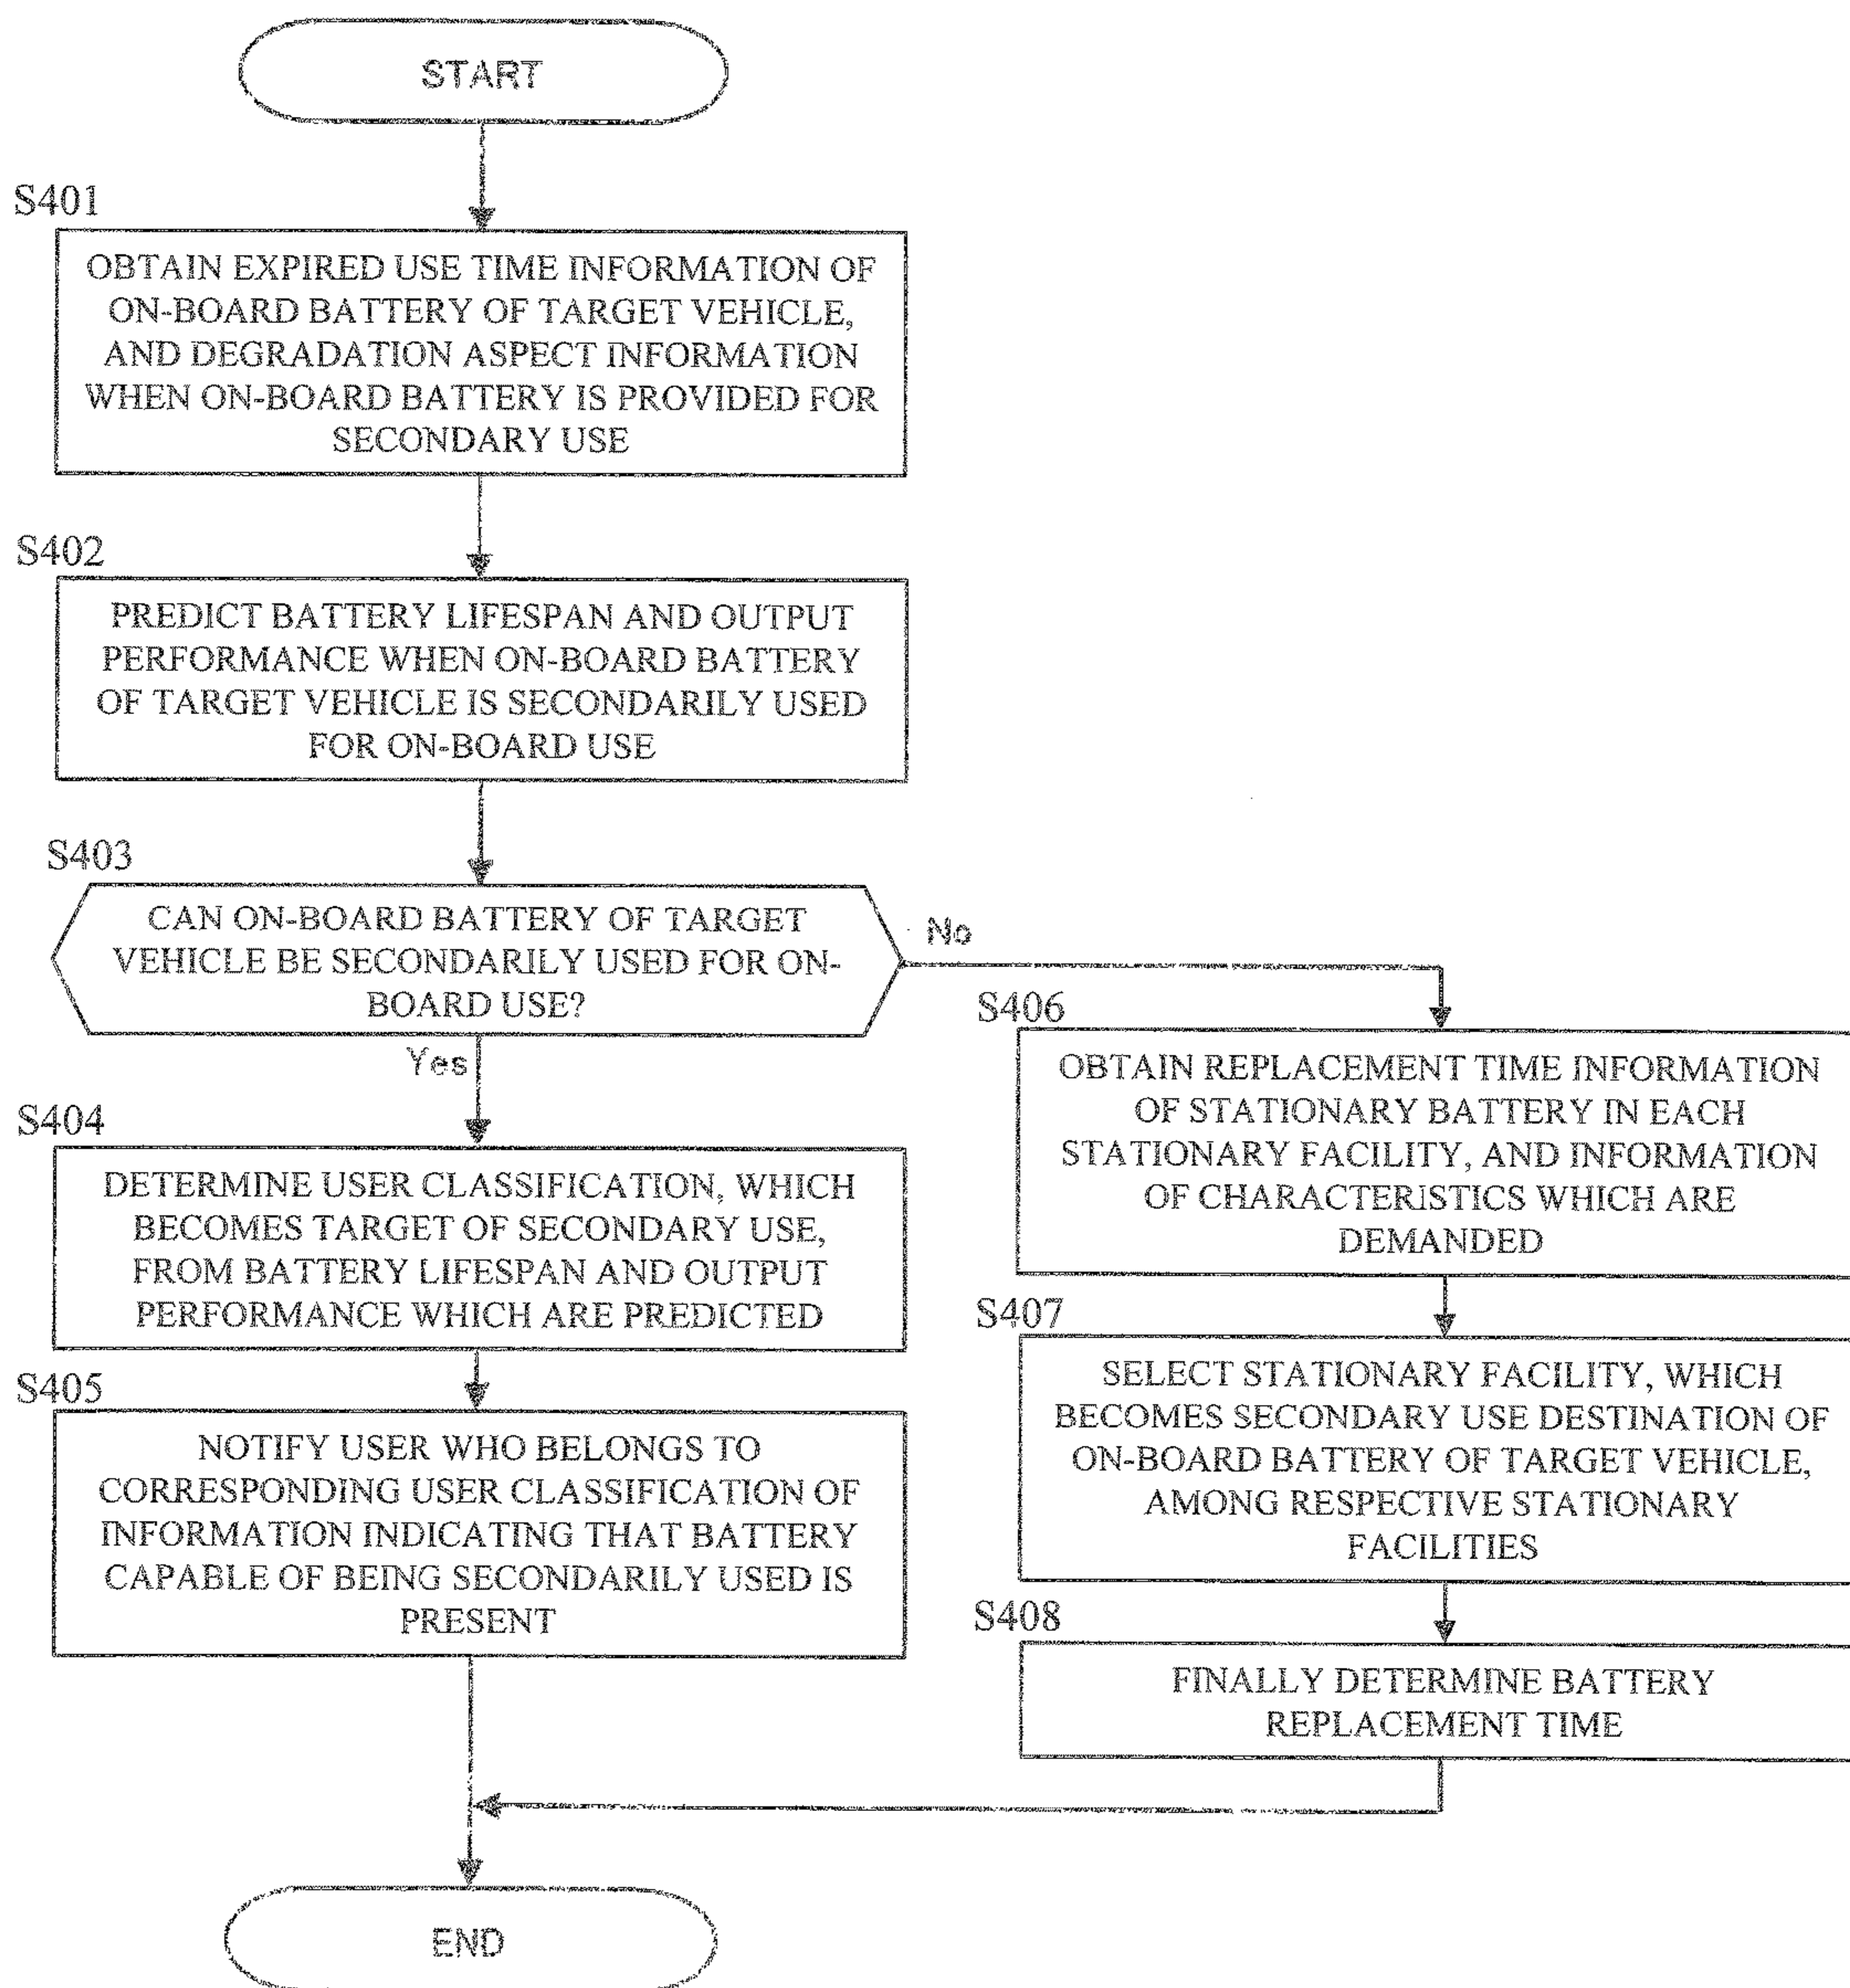 START
S401
OBTAIN EXPIRED USE TIME INFORMATION OF
ON-BOARD BATTERY OF TARGET VEHICLE,
AND DEGRADATION ASPECT INFORMATION
WHEN ON-BOARD BATTERY IS PROVIDED FOR
SECONDARY USE
S402
PREDICT BATTERY LIFESPAN AND OUTPUT
PERFORMANCE WHEN ON-BOARD BATTERY
OF TARGET VEHICLE IS SECONDARILY USED
FOR ON-BOARD USE
S403
CAN ON-BOARD BATTERY OF TARGET
VEHICLE BE SECONDARILY USED FOR ON-
BOARD USE?
No
Yes
S404
DETERMINE USER CLASSIFICATION, WHICH
BECOMES TARGET OF SECONDARY USE,
FROM BATTERY LIFESPAN AND OUTPUT
PERFORMANCE WHICH ARE PREDICTED
S405
NOTIFY USER WHO BELONGS TO
CORRESPONDING USER CLASSIFICATION OF
INFORMATION INDICATING THAT BATTERY
CAPABLE OF BEING SECONDARILY USED IS
PRESENT
S406
OBTAIN REPLACEMENT TIME INFORMATION
OF STATIONARY BATTERY IN EACH
STATIONARY FACILITY, AND INFORMATION
OF CHARACTERISTICS WHICH ARE
DEMANDED
S407
SELECT STATIONARY FACILITY, WHICH
BECOMES SECONDARY USE DESTINATION OF
ON-BOARD BATTERY OF TARGET VEHICLE,
AMONG RESPECTIVE STATIONARY
FACILITIES
S408
FINALLY DETERMINE BATTERY
REPLACEMENT TIME
END